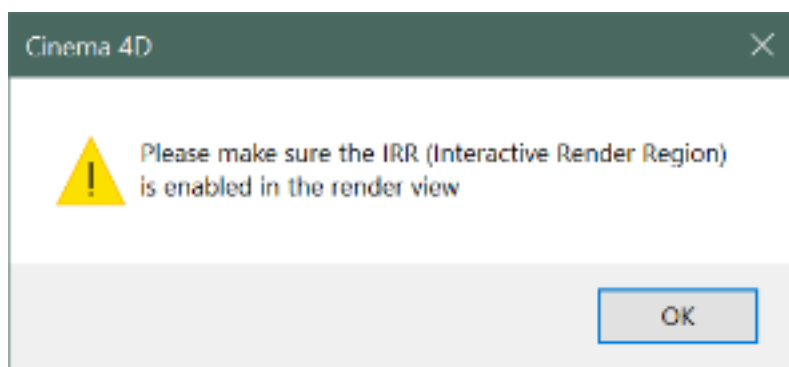 Cinema 4D
Please make sure the IRR (Interactive Render Region)
is enabled in the render view
OK